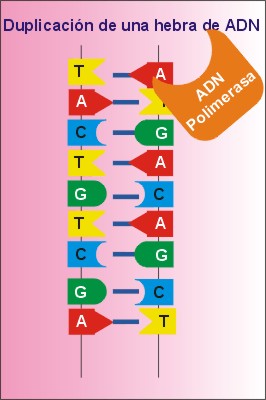 Duplicación de una hebra de ADN
T A
A T
C G
T A
G C
T A
C G
G C
A T
ADN
Polimerasa